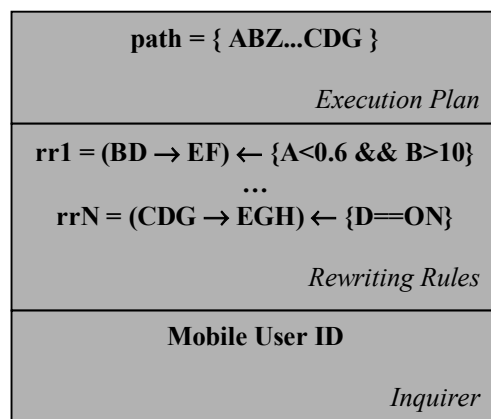 path = { ABZ...CDG }
Execution Plan
rr1 = (BD → EF) ← {A<0.6 && B>10}
...
rrN = (CDG → EGH) ← {D==ON}
Rewriting Rules
Mobile User ID
Inquirer